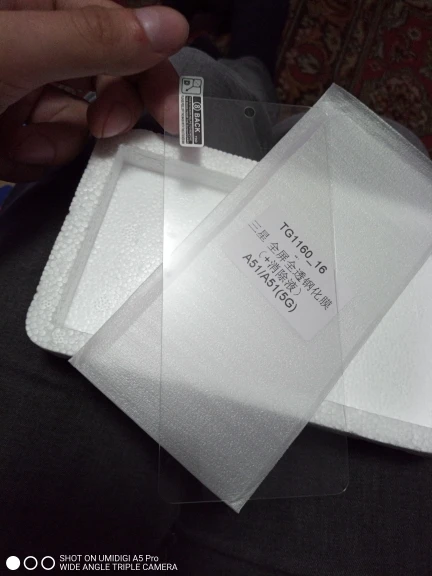 ⑧ BACK
TG1160_16
三星 全屏全透钢化膜
（+消除液）
A51/A51(5G)
SHOT ON UMIDIGI A5 Pro
WIDE ANGLE TRIPLE CAMERA